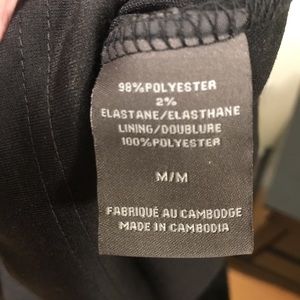 98%POLYESTER
2%
ELASTANE/ELASTHANE
LINING/DOUBLURE
100%POLYESTER
M/M
FABRIQUÉ AU CAMBODGE
MADE IN CAMBODIA